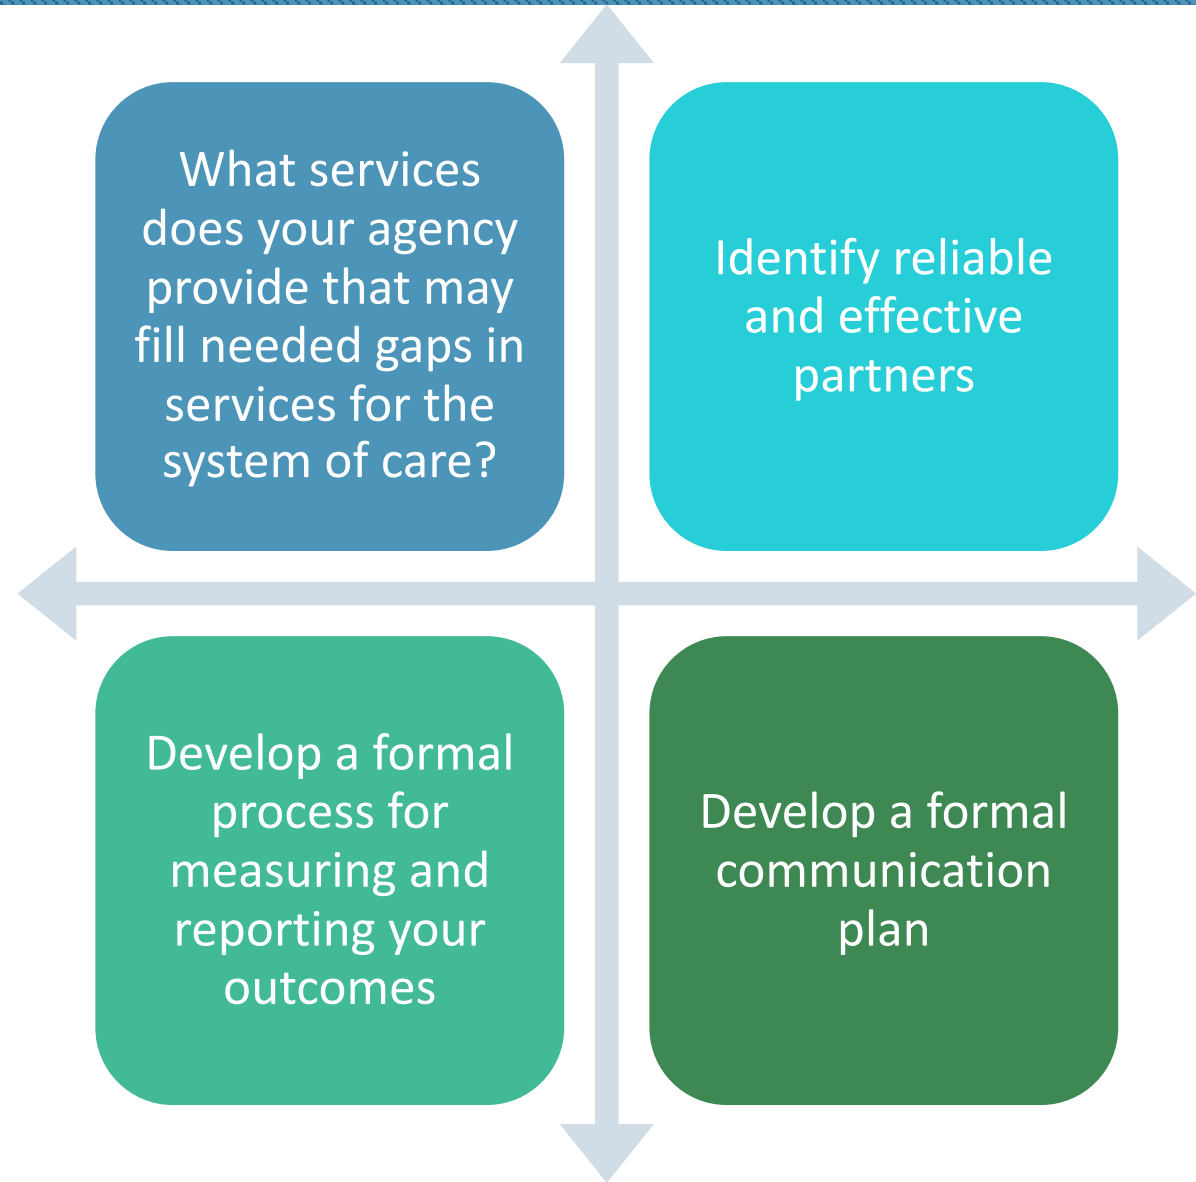 What services
does your agency
provide that may
fill needed gaps in
services for the
system of care?
Identify reliable
and effective
partners
Develop a formal
process for
measuring and
reporting your
outcomes
Develop a formal
communication
plan